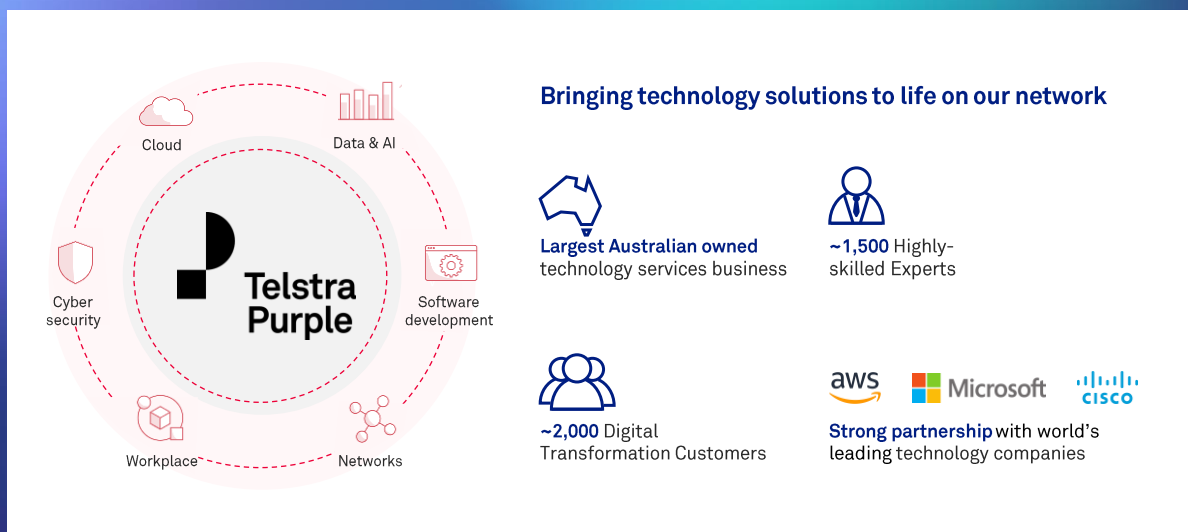 Cloud
Data & AI
Cyber
security
Telstra
Purple
Software
development
Workplace
Networks
Bringing technology solutions to life on our network
Largest Australian owned
technology services business
~1,500 Highly-
skilled Experts
~2,000 Digital
Transformation Customers
aws
Microsoft
CISCO
Strong partnership with world's
leading technology companies